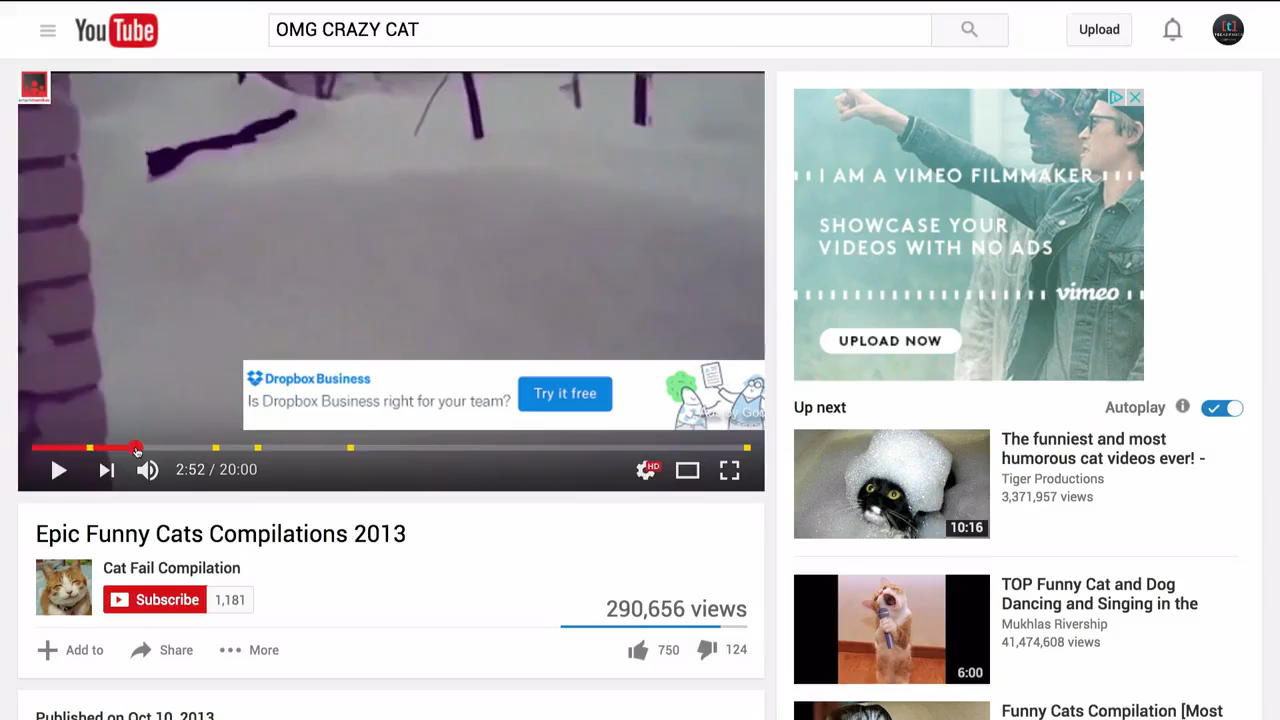 YouTube
OMG CRAZY CAT
Upload
I AM A VIMEO FILMMAKER
SHOWCASE YOUR
VIDEOS WITH NO ADS
vimeo
UPLOAD NOW
Dropbox Business
Is Dropbox Business right for your team?
Try it free
2:52 / 20:00
HD
Epic Funny Cats Compilations 2013
Cat Fail Compilation
Subscribe
1,181
290,656 views
Add to
Share
More
750
124
Published on Oct 10, 2013
Up next
Autoplay
The funniest and most
humorous cat videos ever! -
Tiger Productions
3,371,957 views
10:16
TOP Funny Cat and Dog
Dancing and Singing in the
Mukhlas Rivership
41,474,608 views
6:00
Funny Cats Compilation [Most